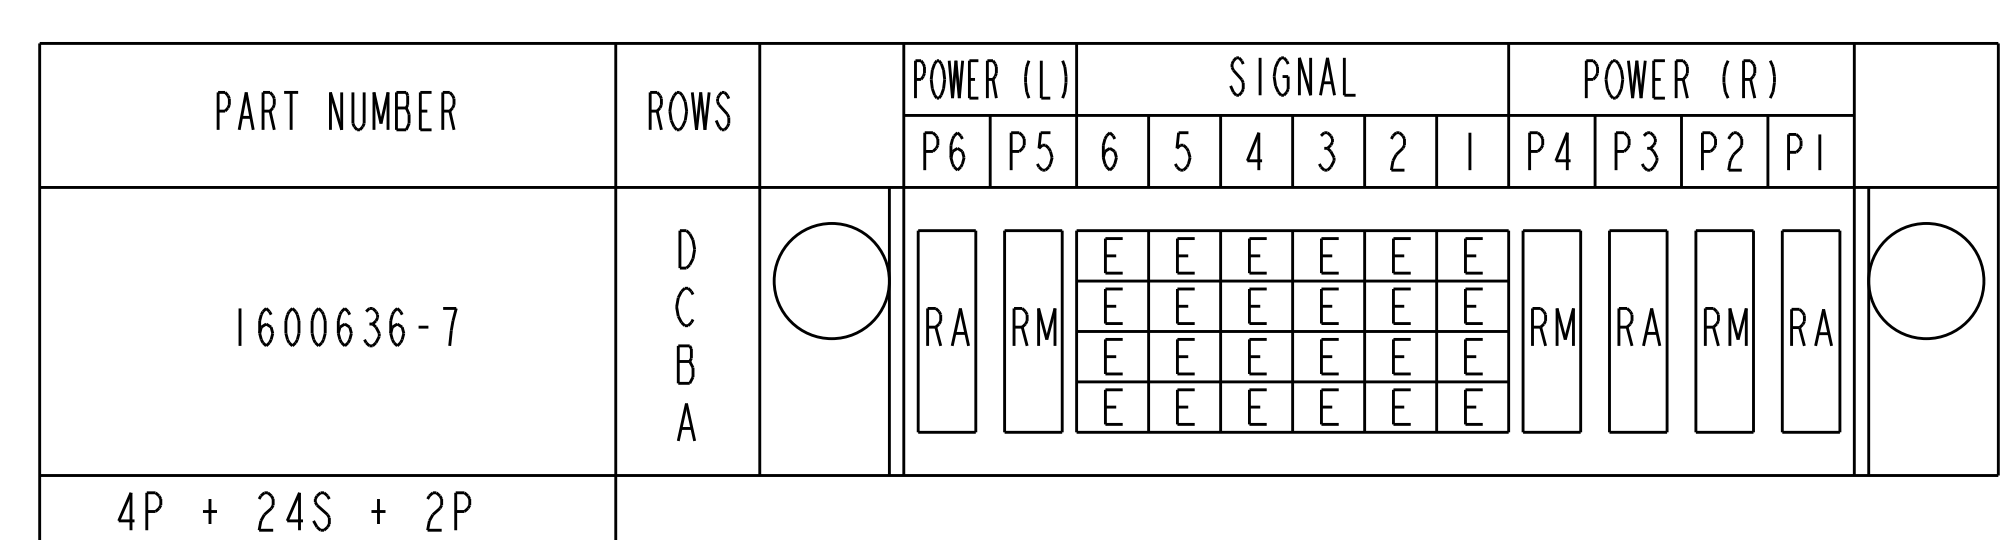 POWER (L) SIGNAL POWER (R)
PART NUMBER ROWS
P6 P5 6 5 4 3 2 1 P4 P3 P2 P1
D E E E E E E
C E E E E E E
1600636-7 RA RM RM RA RM RA
B E E E E E E
A E E E E E E
4P + 24S + 2P